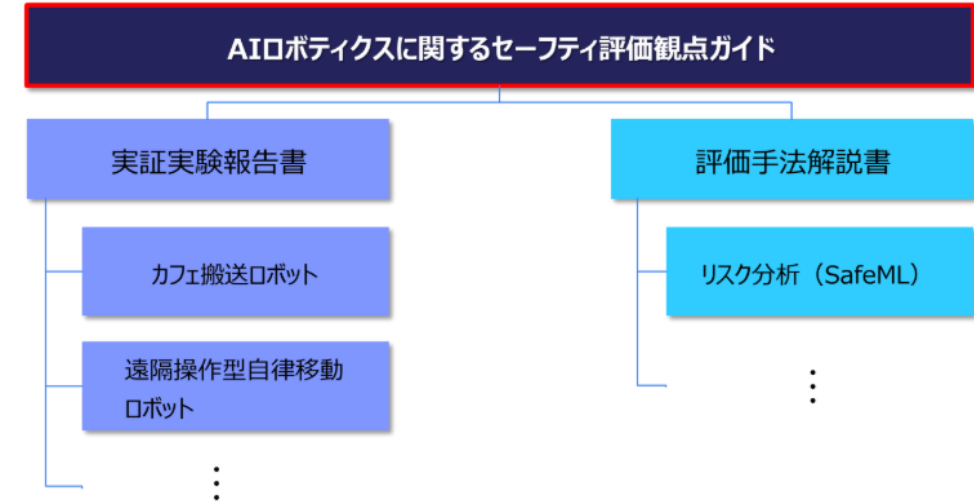 AIロボティクスに関するセーフティ評価観点ガイド
実証実験報告書
カフェ搬送ロボット
遠隔操作型自律移動
ロボット
⋮
評価手法解説書
リスク分析（SafeML）
⋮